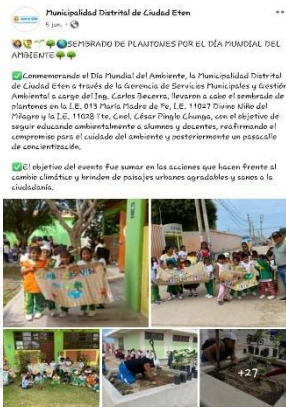 Municipalidad Distrital de Ciudad Eten
5 jun.
SEMBRADO DE PLANTONES POR EL DÍA MUNDIAL DEL
AMBIENTE
Conmemorando el Día Mundial del Ambiente, la Municipalidad Distrital
de Ciudad Eten a través de la Gerencia de Servicios Municipales y Gestión
Ambiental a cargo del Ing. Carlos Becerra, llevaron a cabo el sembrado de
plantones en la I.E. 013 María Madre de Pe, I.E. 11027 Divino Niño del
Milagro y la I.E. 11028 Tte. Cnel. César Pinglo Chunga, con el objetivo de
seguir educando ambientalmente a alumnos y docentes, reafirmando el
compromiso para el cuidado del ambiente y posteriormente un pasacalle
de concientización.
El objetivo del evento fue sumar en las acciones que hacen frente al
cambio climático y brinden de paisajes urbanos agradables y sanos a la
ciudadanía.
+27